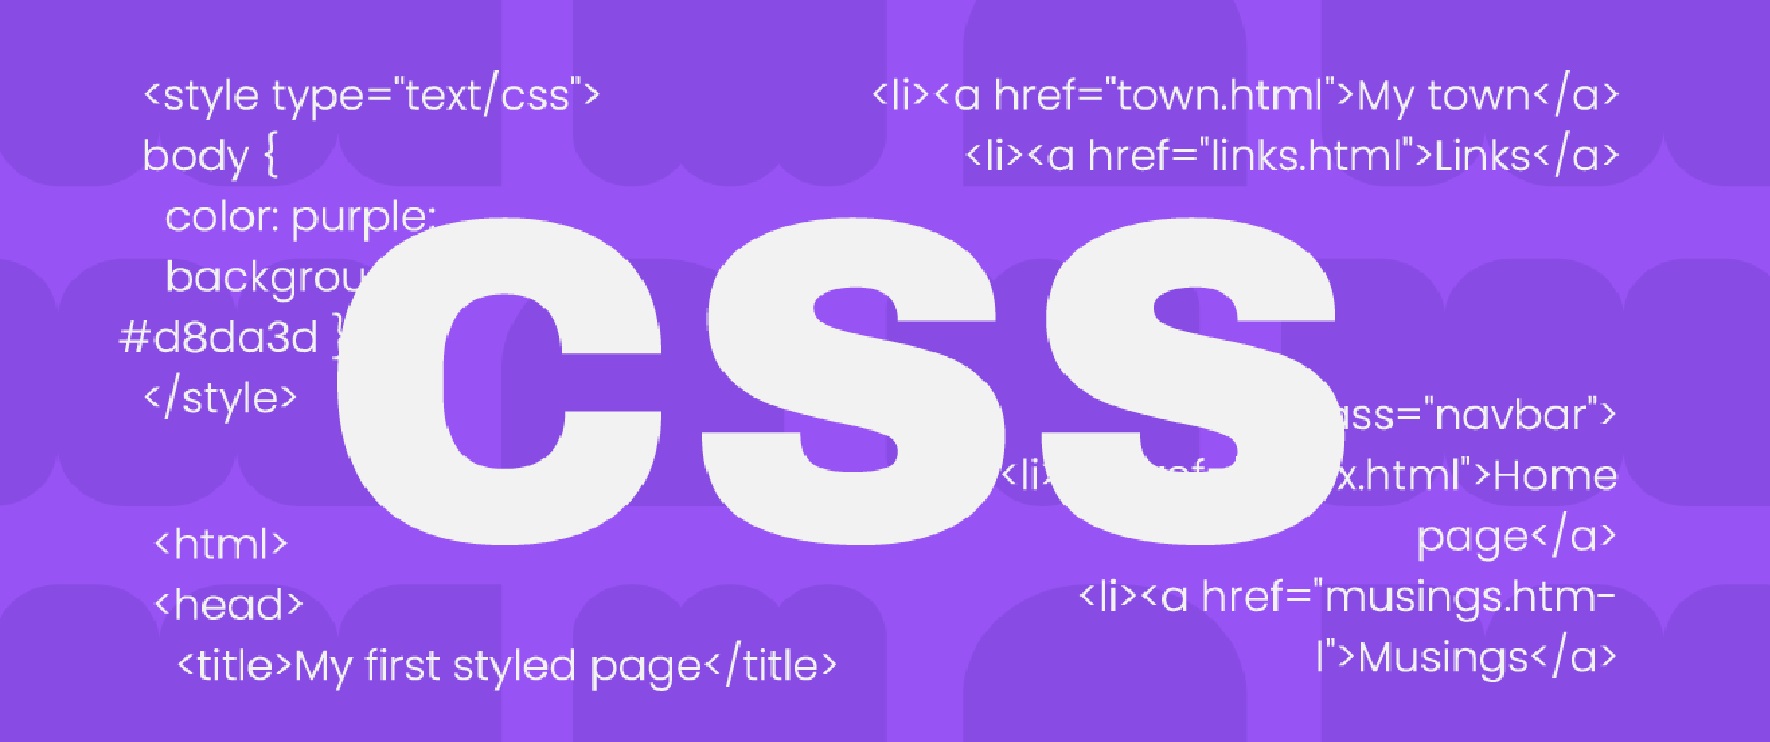 <style type="text/css">
body {
color: purple;
#d8da3d }
</style>
<html>
<head>
<title>My first styled page</title>
CSS
<li><a href="town.html">My town</a>
<li><a href="links.html">Links</a>
="navbar">
<li>
.html">Home
page</a>
<li><a href="musings.htm-
l">Musings</a>